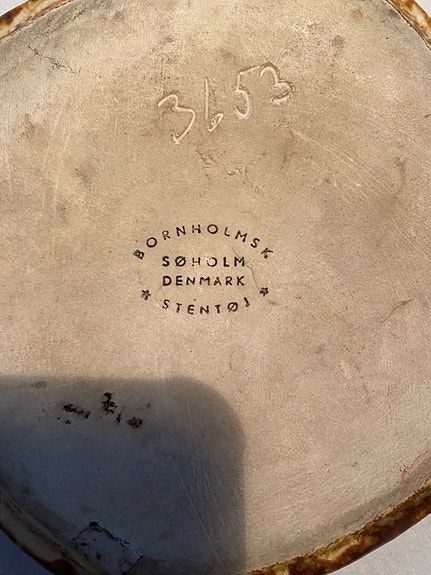 3653
BORNHOLMSK
SØHOLM
DENMARK
* STENTØJ *